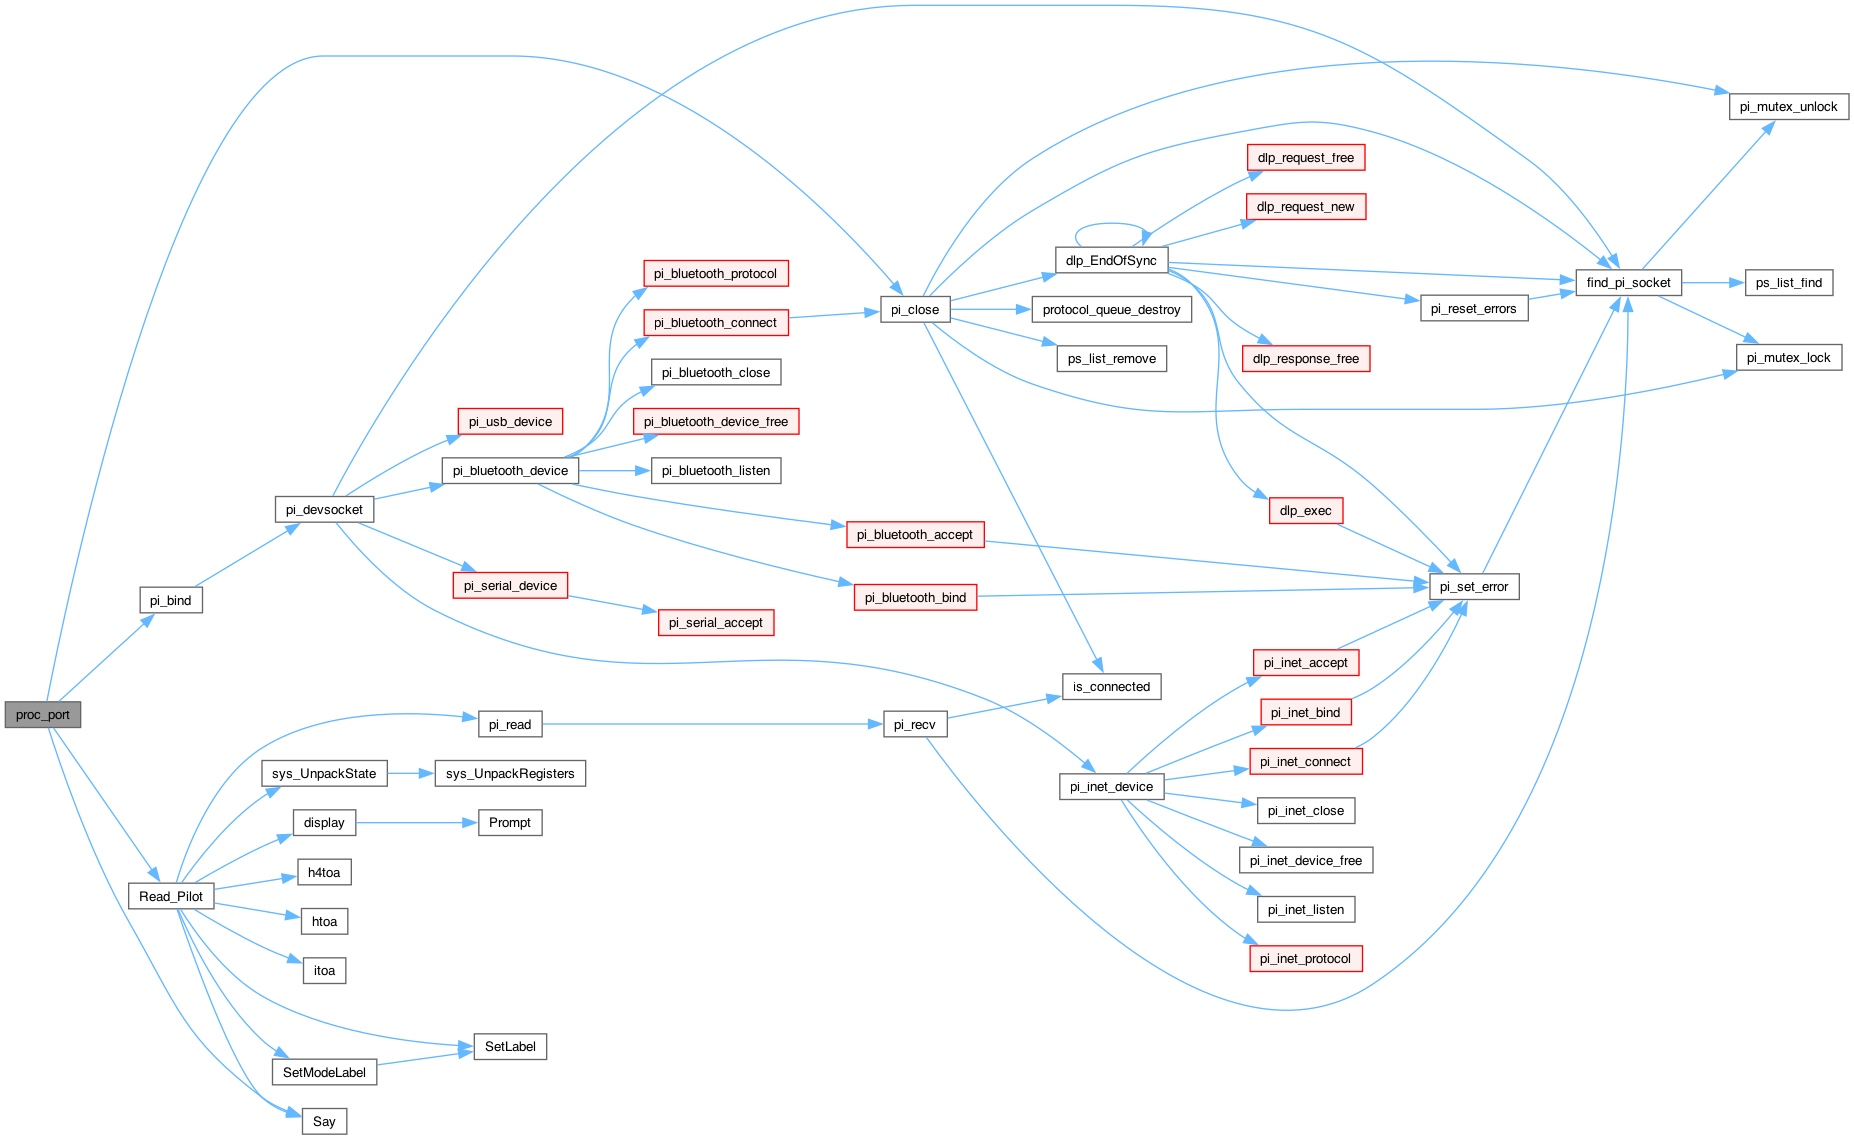 proc_port
pi_bind
Read_Pilot
pi_devsocket
sys_UnpackState
display
h4toa
htoa
itoa
SetModeLabel
Say
pi_usb_device
pi_bluetooth_device
pi_serial_device
pi_read
sys_UnpackRegisters
Prompt
SetLabel
pi_bluetooth_protocol
pi_bluetooth_connect
pi_bluetooth_close
pi_bluetooth_device_free
pi_bluetooth_listen
pi_serial_accept
pi_close
pi_bluetooth_accept
pi_bluetooth_bind
pi_recv
dlp_EndOfSync
protocol_queue_destroy
ps_list_remove
is_connected
pi_inet_device
dlp_request_free
dlp_request_new
dlp_response_free
dlp_exec
pi_inet_accept
pi_inet_bind
pi_inet_connect
pi_inet_close
pi_inet_device_free
pi_inet_listen
pi_inet_protocol
pi_reset_errors
pi_set_error
find_pi_socket
pi_mutex_unlock
ps_list_find
pi_mutex_lock